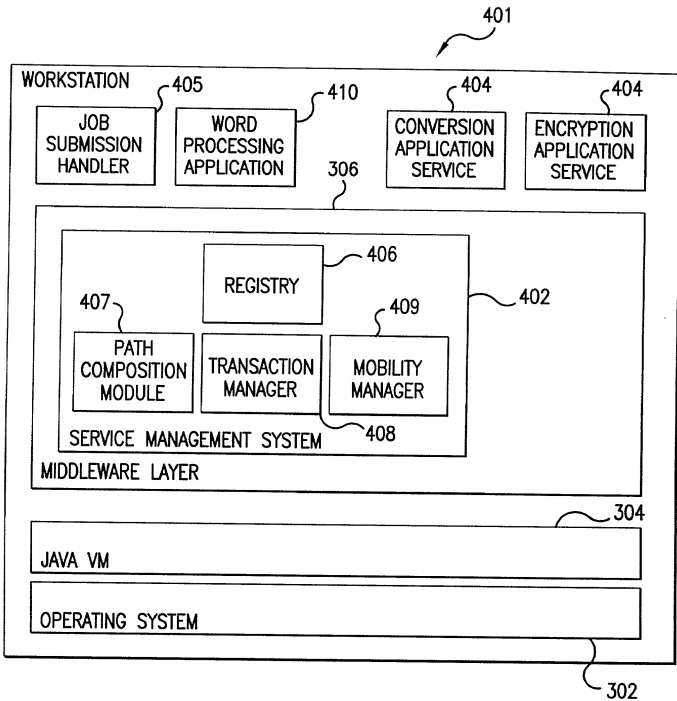 401
WORKSTATION
405
410
404
404
JOB
SUBMISSION
HANDLER
WORD
PROCESSING
APPLICATION
CONVERSION
APPLICATION
SERVICE
ENCRYPTION
APPLICATION
SERVICE
306
406
REGISTRY
402
407
409
PATH
COMPOSITION
MODULE
TRANSACTION
MANAGER
MOBILITY
MANAGER
408
SERVICE MANAGEMENT SYSTEM
MIDDLEWARE LAYER
304
JAVA VM
OPERATING SYSTEM
302